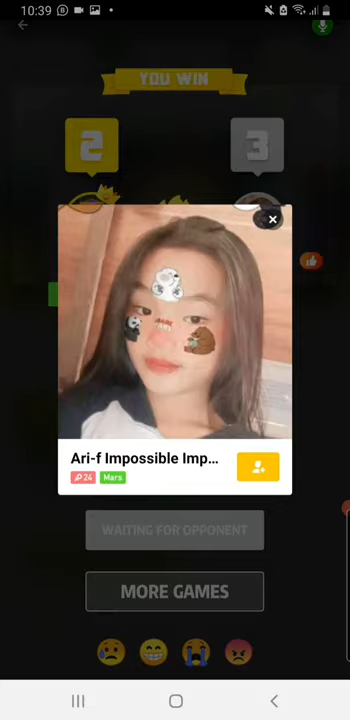 10:39
YOU WIN
2
3
Ari-f Impossible Imp...
24
Mars
WAITING FOR OPPONENT
MORE GAMES